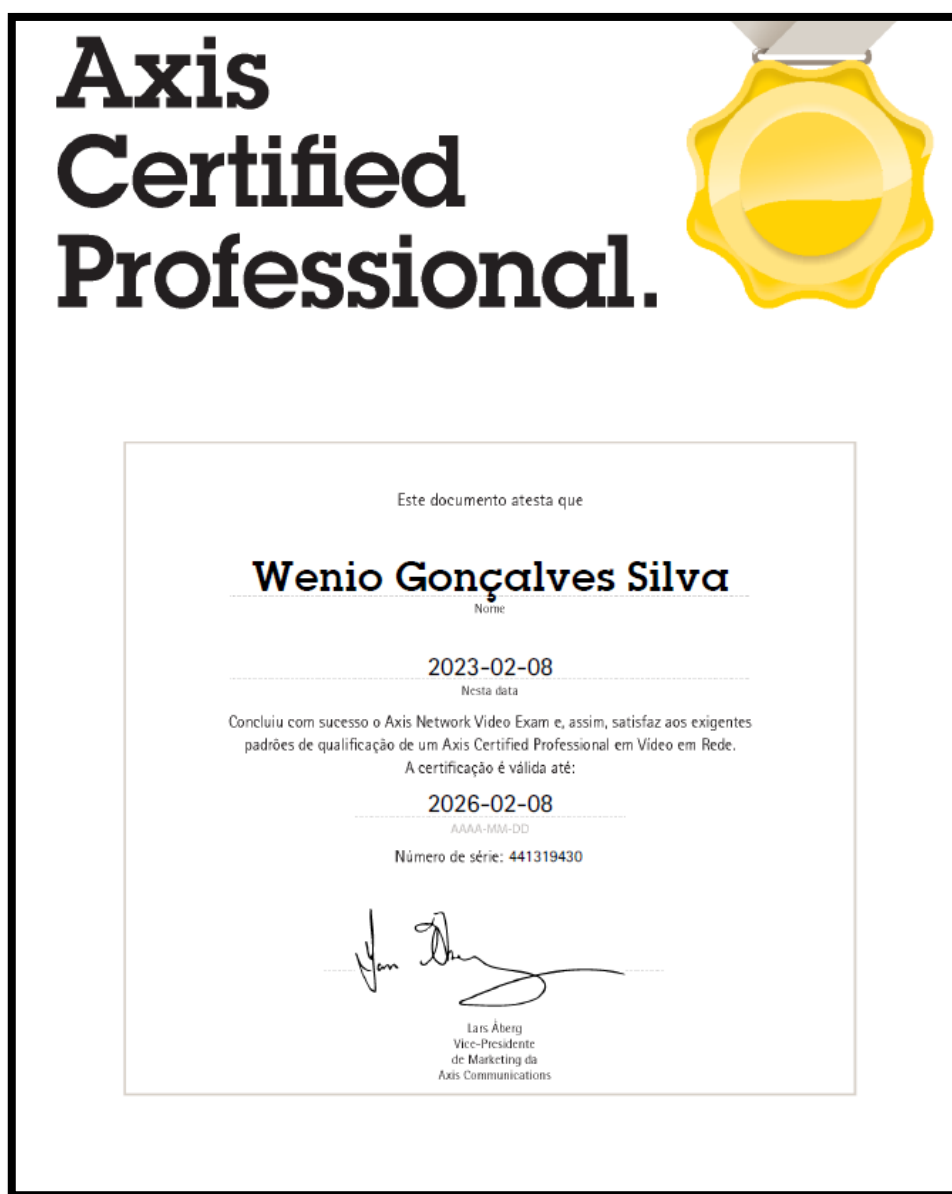 Axis
Certified
Professional.
Este documento atesta que
Wenio Gonçalves Silva
Nome
2023-02-08
Nesta data
Concluiu com sucesso o Axis Network Video Exam e, assim, satisfaz aos exigentes
padrões de qualificação de um Axis Certified Professional em Vídeo em Rede.
A certificação é válida até:
2026-02-08
AAAA-MM-DD
Número de série: 441319430
Lars Åberg
Vice-Presidente
de Marketing da
Axis Communications